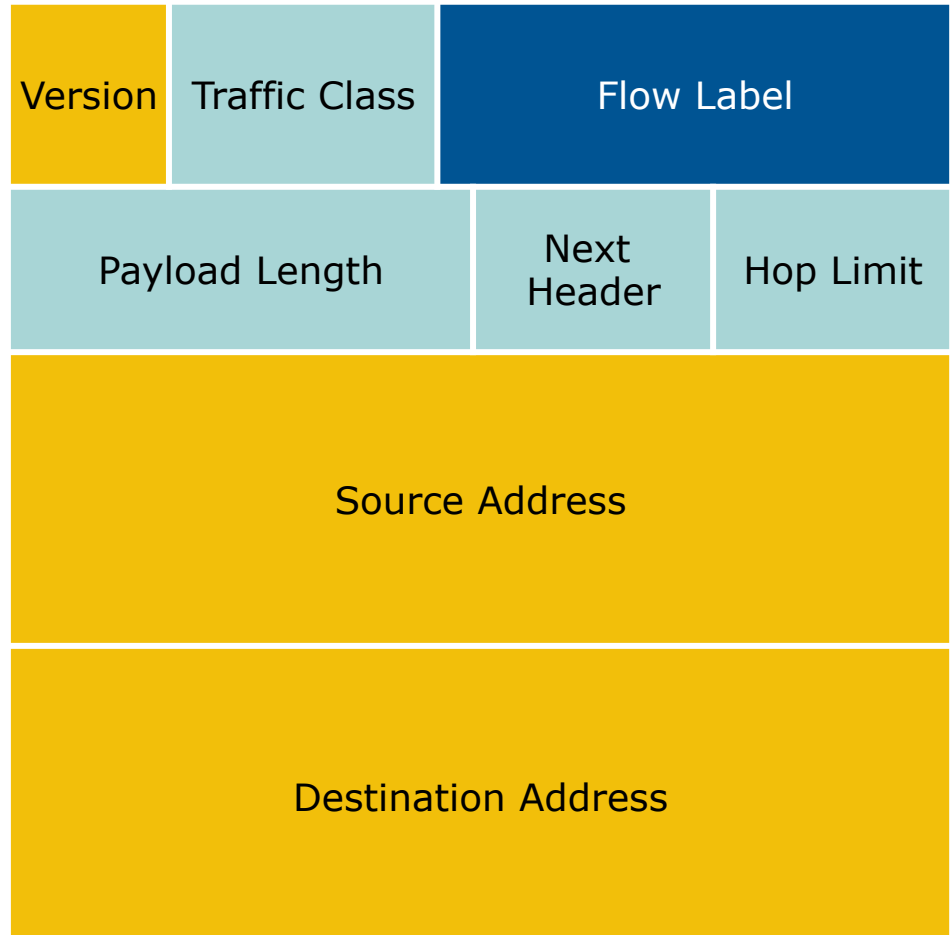 Version
Traffic Class
Flow Label
Payload Length
Next
Header
Hop Limit
Source Address
Destination Address